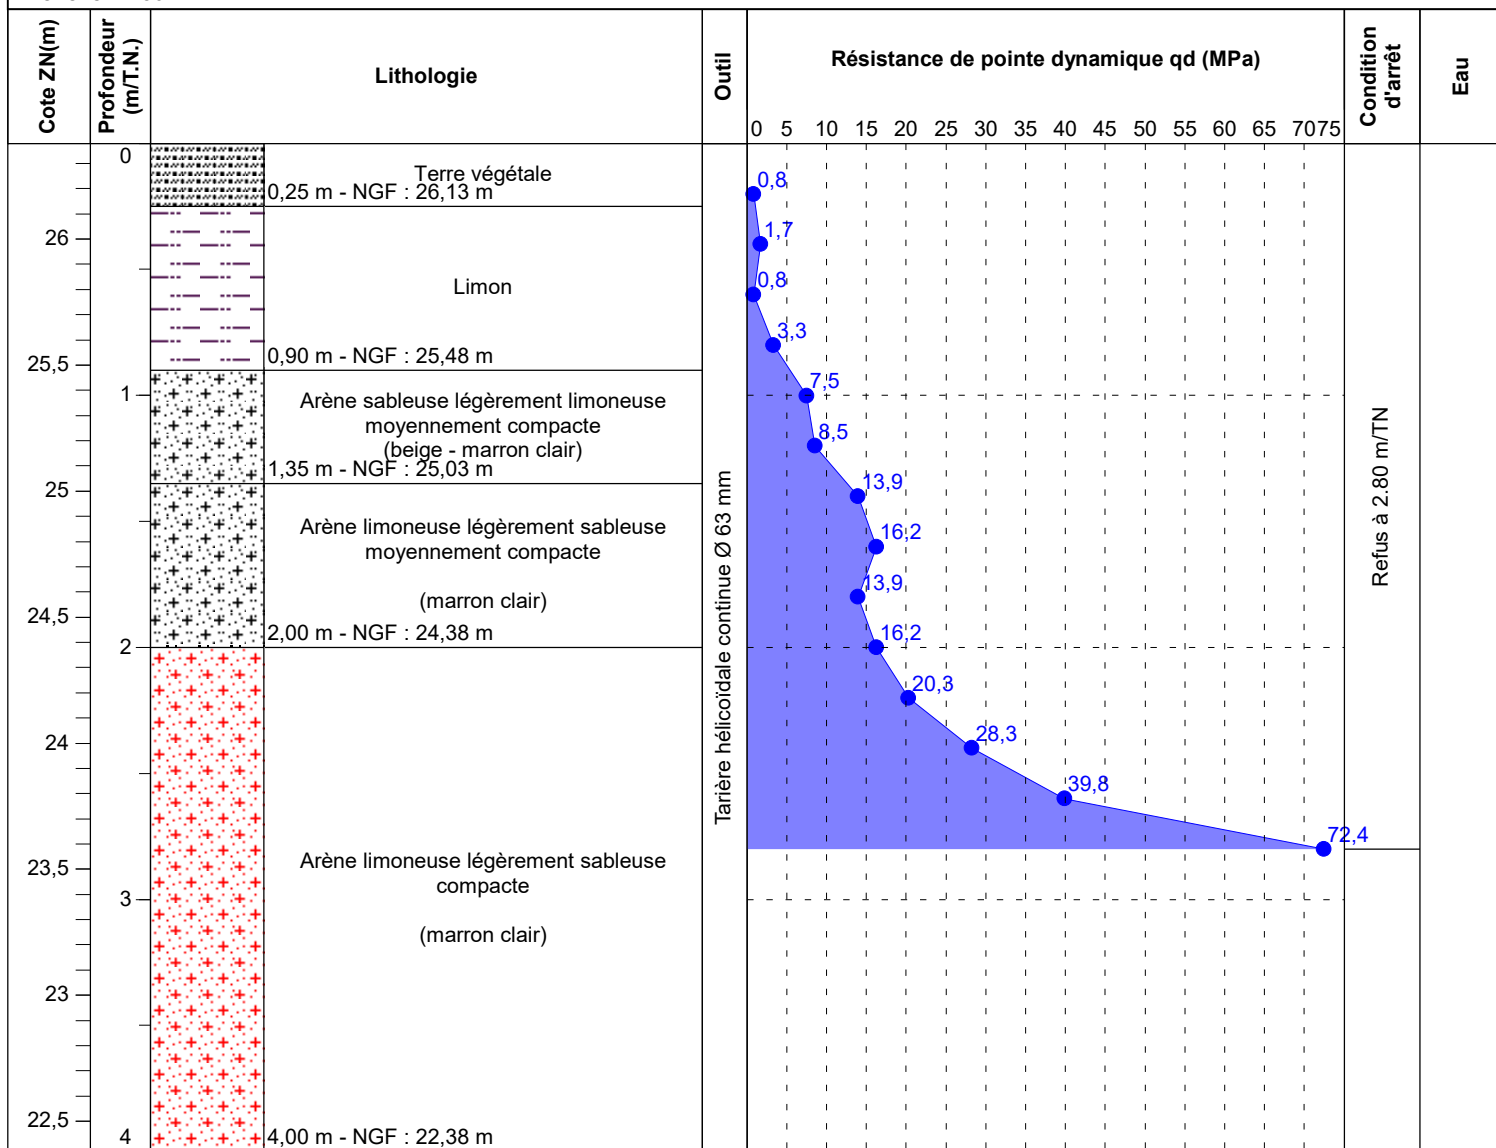 Cote ZN(m)
Profondeur
(m/T.N.)
Lithologie
Outil
Résistance de pointe dynamique qd (MPa)
0 5 10 15 20 25 30 35 40 45 50 55 60 65 70 75
Condition
d'arrêt
Eau
26
25,5
25
24,5
24
23,5
23
22,5
0
1
2
3
4
Terre végétale
0,25 m - NGF : 26,13 m
Limon
0,90 m - NGF : 25,48 m
Arène sableuse légèrement limoneuse
moyennement compacte
(beige - marron clair)
1,35 m - NGF : 25,03 m
Arène limoneuse légèrement sableuse
moyennement compacte
(marron clair)
2,00 m - NGF : 24,38 m
Arène limoneuse légèrement sableuse
compacte
(marron clair)
4,00 m - NGF : 22,38 m
Tarière hélicoïdale continue Ø 63 mm
0,8
1,7
0,8
3,3
7,5
8,5
13,9
16,2
13,9
16,2
20,3
28,3
39,8
72,4
Refus à 2.80 m/TN